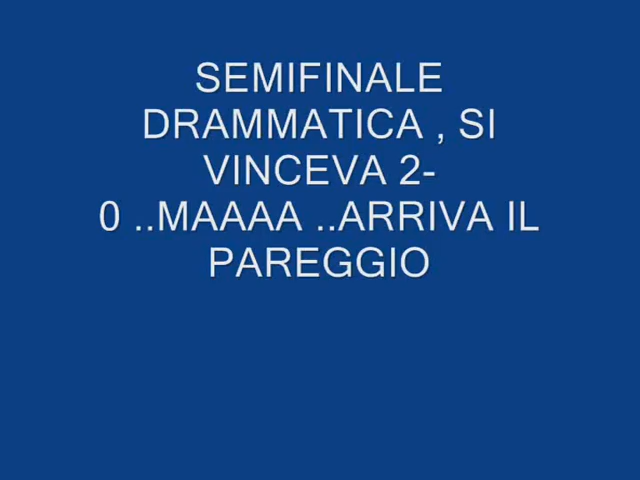 SEMIFINALE
DRAMMATICA , SI
VINCEVA 2-
0 ..MAAAA ..ARRIVA IL
PAREGGIO